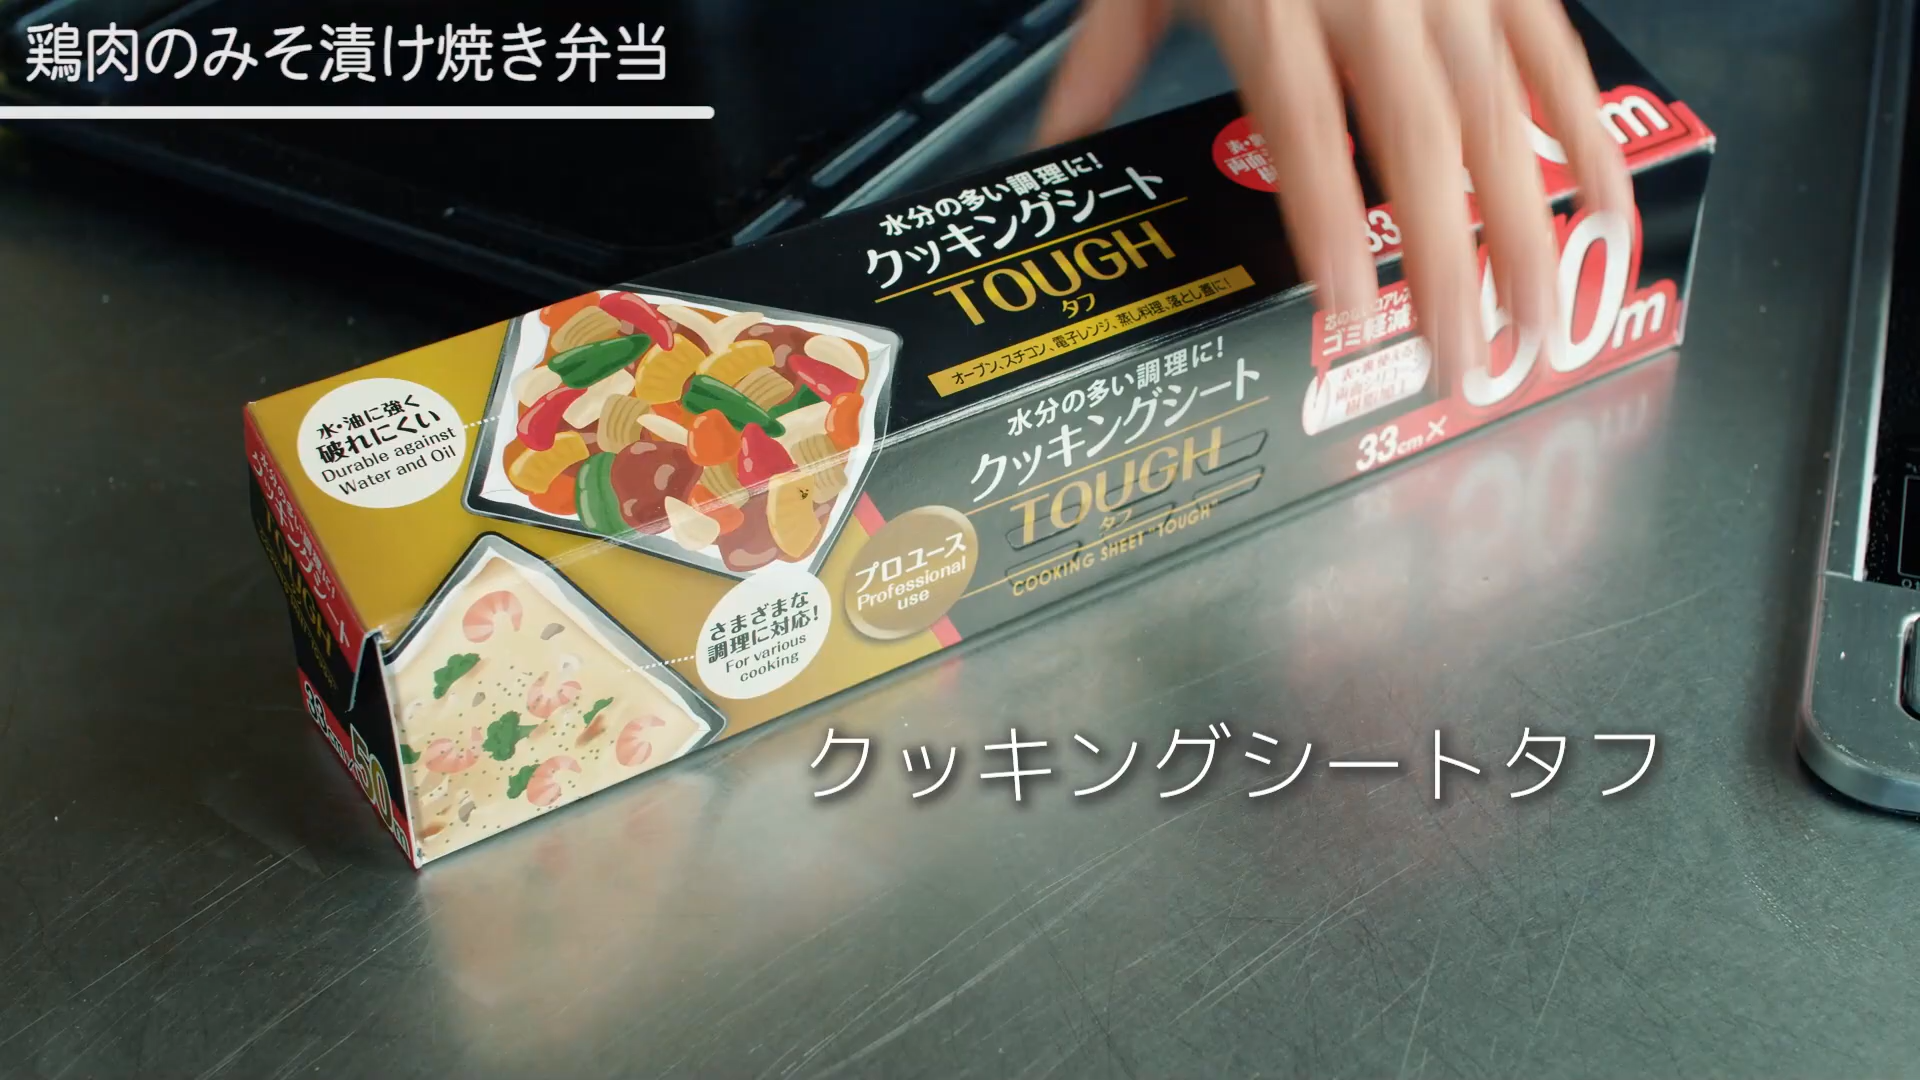 鶏肉のみそ漬け焼き弁当
水分の多い調理に!
クッキングシート
TOUGH
タフ
オーブン、スチコン、電子レンジ、蒸し料理、落とし蓋に!
水・油に強く
破れにくい
Durable against
Water and Oil
水分の多い調理に!
クッキングシート
TOUGH
タフ
COOKING SHEET "TOUGH"
プロユース
Professional
use
さまざまな
調理に対応!
For various
cooking
ゴミ軽減
33cm×
50m
クッキングシートタフ